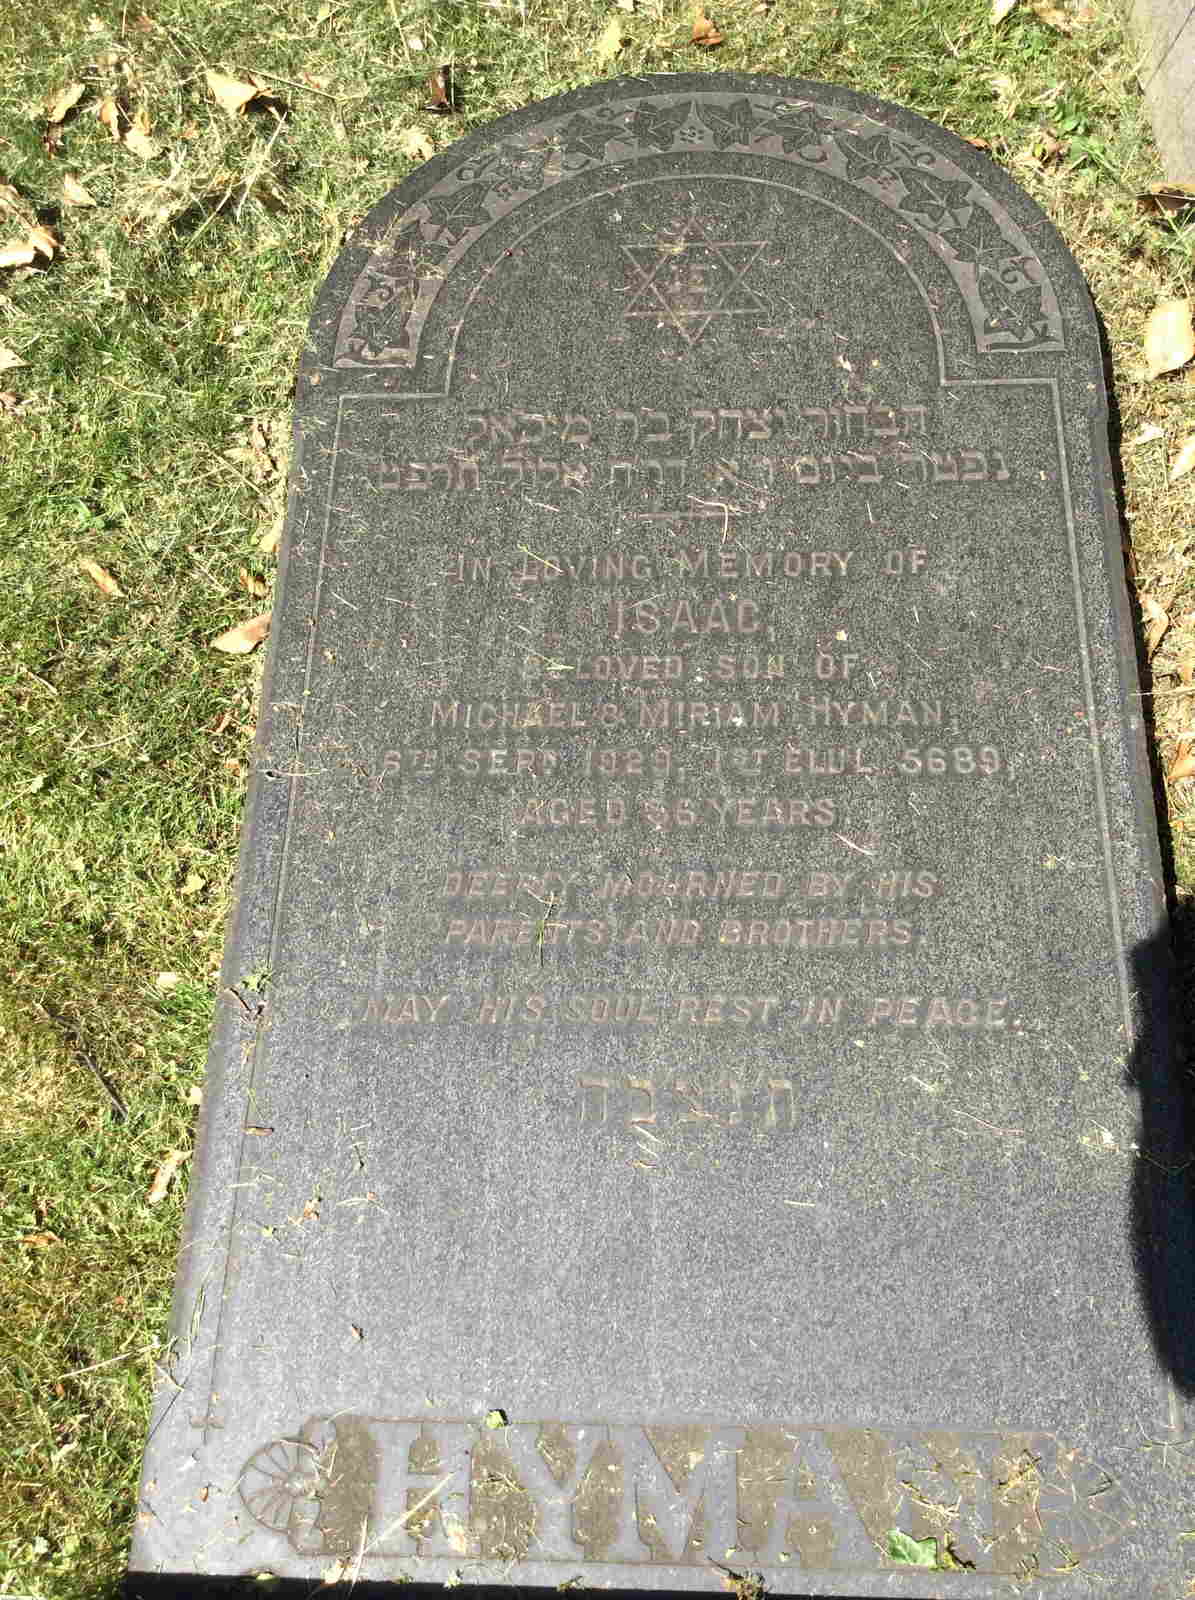 פ נ
הבחור יצחק בר מיכאל
נפטר ביום ו א דר״ח אלול תרפט
IN LOVING MEMORY OF
ISAAC,
BELOVED SON OF
MICHAEL & MIRIAM HYMAN,
6TH SEPT. 1929, 1ST ELUL 5689,
AGED 36 YEARS.
DEEPLY MOURNED BY HIS
PARENTS AND BROTHERS.
MAY HIS SOUL REST IN PEACE.
תנצבה
HYMAN